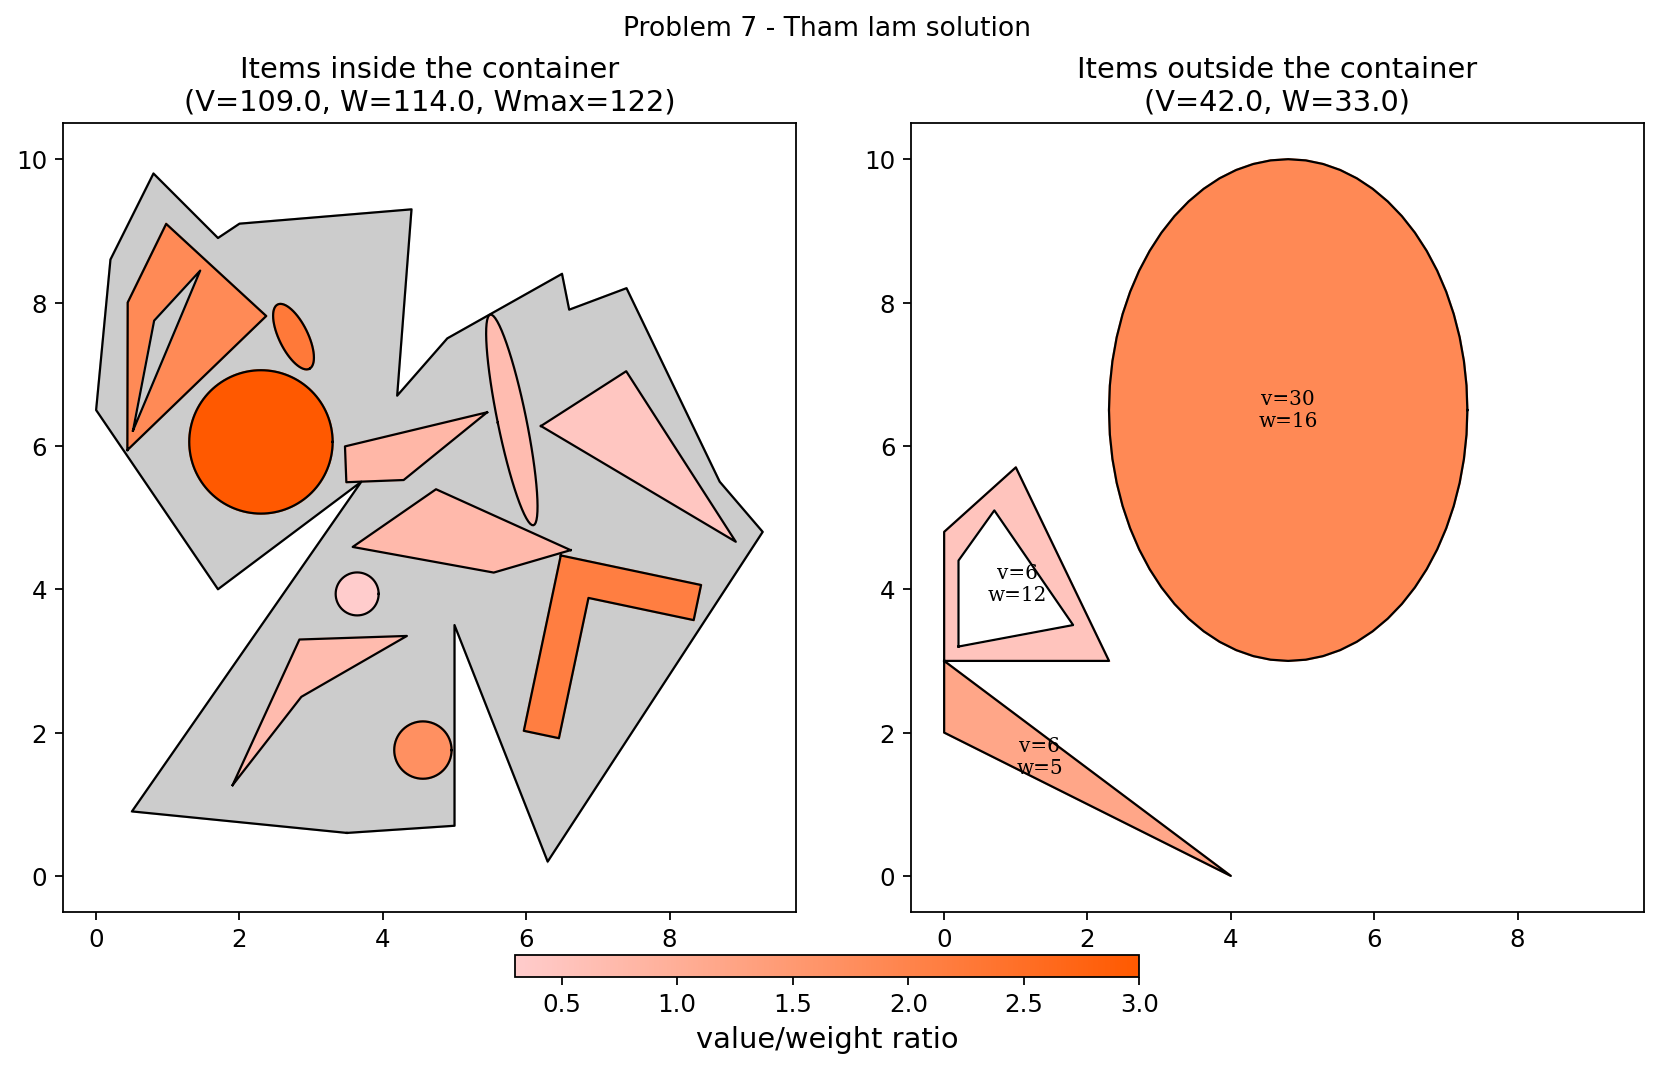 Problem 7 - Tham lam solution
Items inside the container
(V=109.0, W=114.0, Wmax=122)
10
8
6
4
2
0
0 2 4 6 8
Items outside the container
(V=42.0, W=33.0)
10
8
6
4
2
0
v=30
w=16
v=6
w=12
v=6
w=5
0 2 4 6 8
0.5 1.0 1.5 2.0 2.5 3.0
value/weight ratio